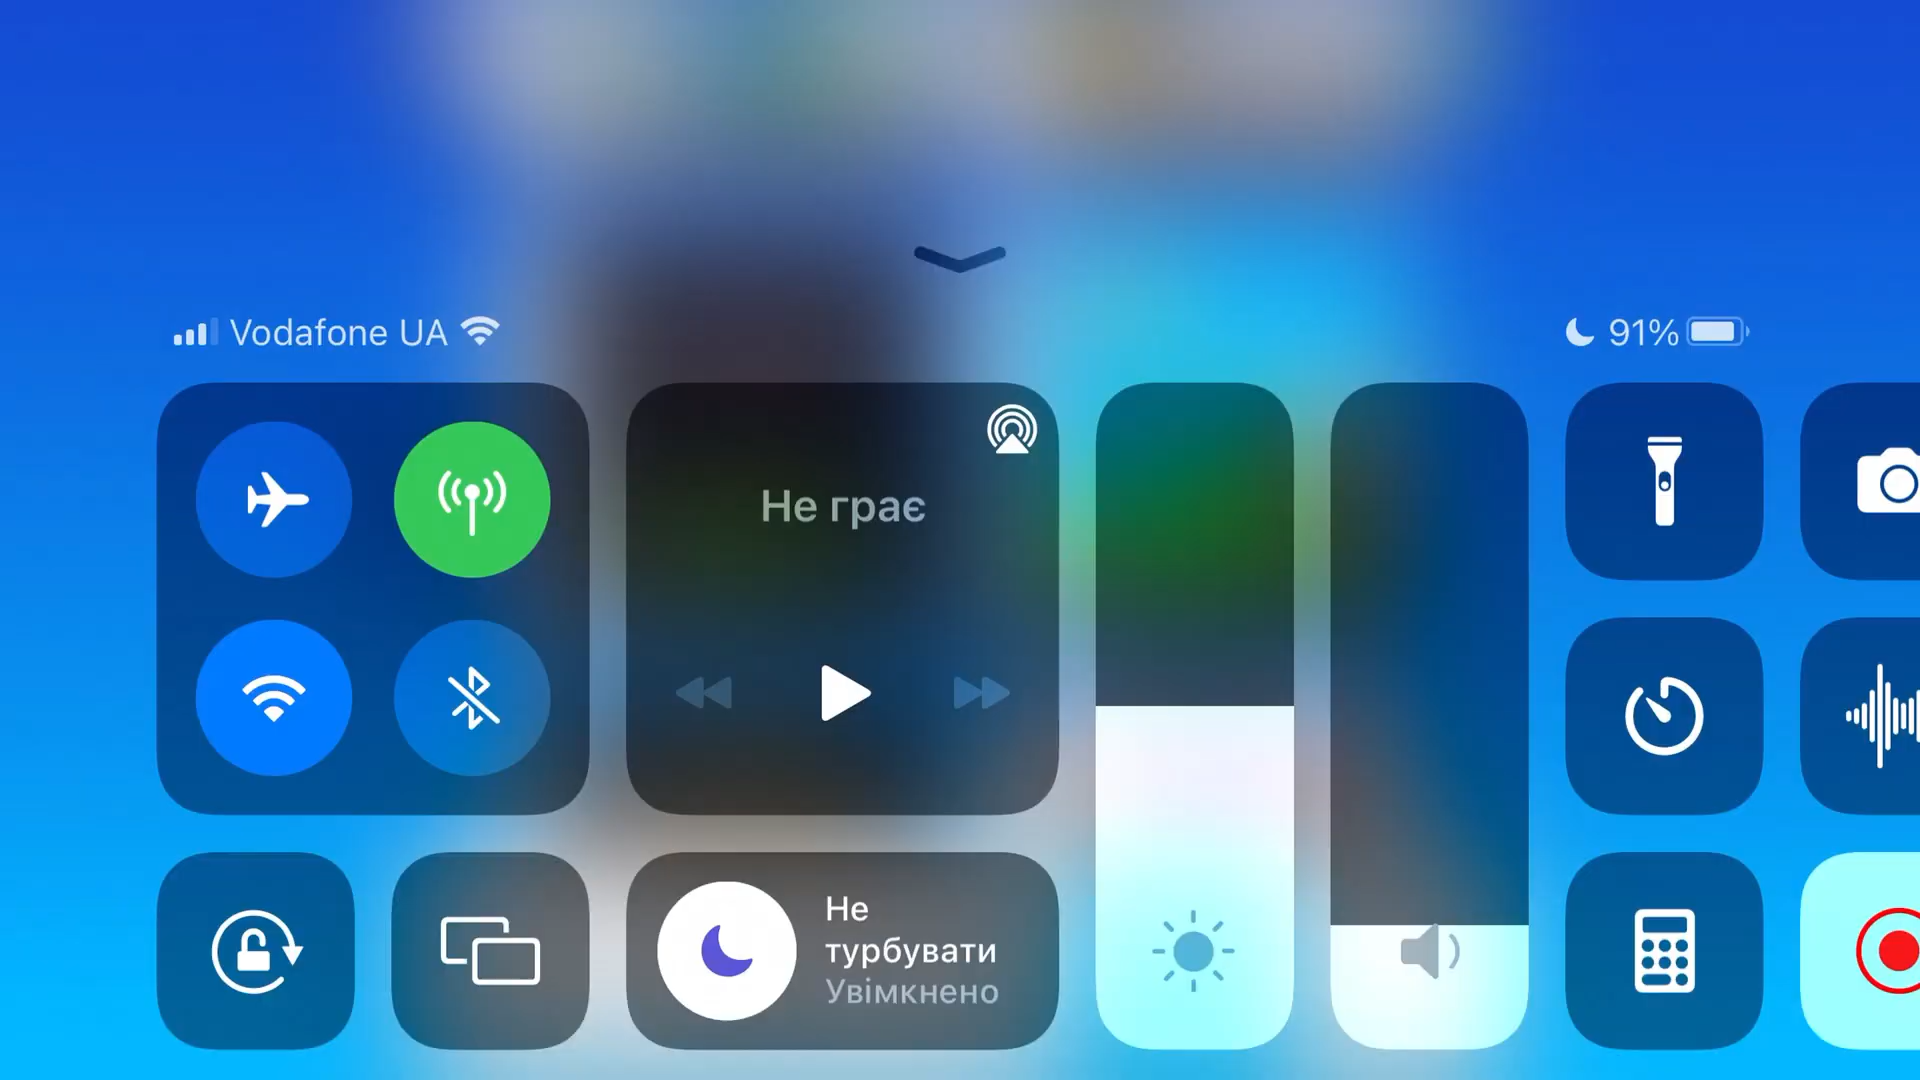 Vodafone UA
91%
Не грає
Не
турбувати
Увімкнено